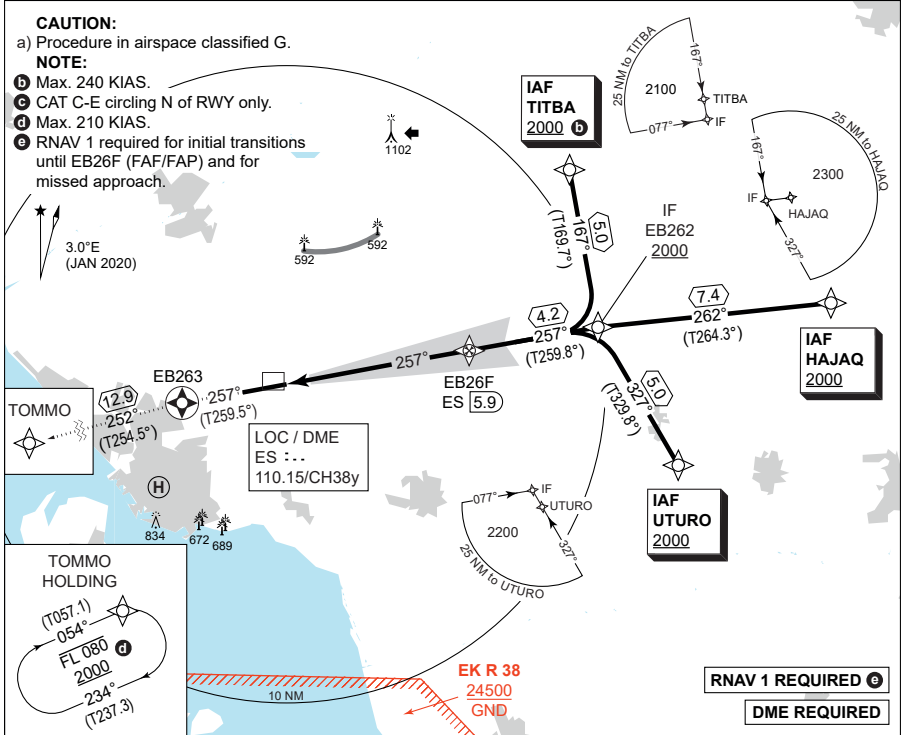 CAUTION:
a) Procedure in airspace classified G.
NOTE:
b Max. 240 KIAS.
c CAT C-E circling N of RWY only.
d Max. 210 KIAS.
e RNAV 1 required for initial transitions
until EB26F (FAF/FAP) and for
missed approach.
3.0°E
(JAN 2020)
1102
592
592
IAF
TITBA
2000 b
25 NM to TITBA
167°
2100
TITBA
IF
077°
25 NM to HAJAQ
167°
2300
IF
HAJAQ
327°
5.0
167°
(T169.7°)
IF
EB262
2000
7.4
262°
(T264.3°)
IAF
HAJAQ
2000
4.2
257°
(T259.8°)
257°
EB26F
ES 5.9
5.0
327°
(T329.8°)
IAF
UTURO
2000
EB263
257°
(T259.5°)
12.9
252°
(T254.5°)
TOMMO
LOC / DME
ES : . .
110.15/CH38y
H
834
672
689
077°
IF
UTURO
2200
327°
25 NM to UTURO
TOMMO
HOLDING
(T057.1)
054°
FL 080 d
2000
234°
(T237.3)
10 NM
EK R 38
24500
GND
RNAV 1 REQUIRED e
DME REQUIRED